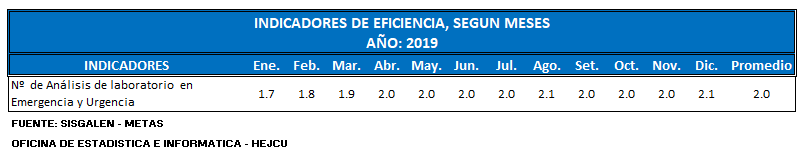 INDICADORES DE EFICIENCIA, SEGUN MESES
AÑO: 2019
INDICADORES Ene. Feb. Mar. Abr. May. Jun. Jul. Ago. Set. Oct. Nov. Dic. Promedio
Nº de Análisis de laboratorio en
Emergencia y Urgencia 1.7 1.8 1.9 2.0 2.0 2.0 2.0 2.1 2.0 2.0 2.0 2.1 2.0
FUENTE: SISGALEN - METAS
OFICINA DE ESTADISTICA E INFORMATICA - HEJCU